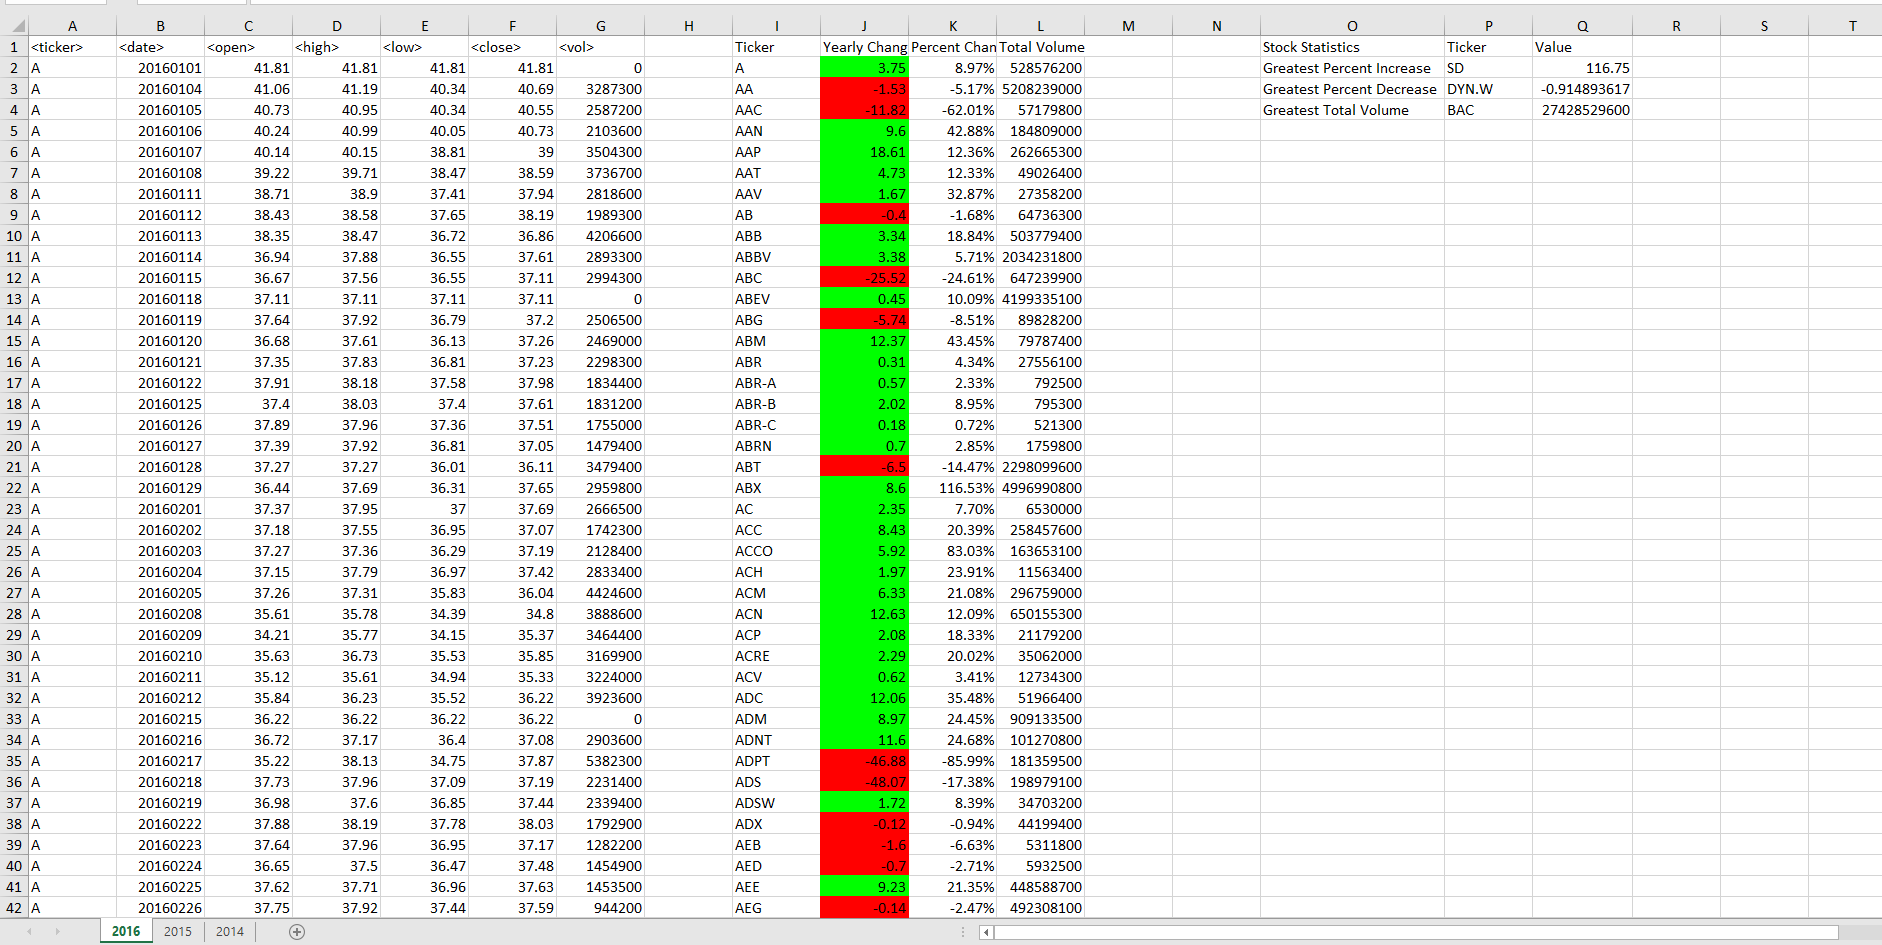 A B C D E F G H I J K L M N O P Q R S T
1 <ticker> <date> <open> <high> <low> <close> <vol> Ticker Yearly Chang Percent Chan Total Volume Stock Statistics Ticker Value
2 A 20160101 41.81 41.81 41.81 41.81 0 A 3.75 8.97% 528576200 Greatest Percent Increase SD 116.75
3 A 20160104 41.06 41.19 40.34 40.69 3287300 AA -1.53 -5.17% 5208239000 Greatest Percent Decrease DYN.W -0.914893617
4 A 20160105 40.73 40.95 40.34 40.55 2587200 AAC -11.82 -62.01% 57179800 Greatest Total Volume BAC 27428529600
5 A 20160106 40.24 40.99 40.05 40.73 2103600 AAN 9.6 42.88% 184809000
6 A 20160107 40.14 40.15 38.81 39 3504300 AAP 18.61 12.36% 262665300
7 A 20160108 39.22 39.71 38.47 38.59 3736700 AAT 4.73 12.33% 49026400
8 A 20160111 38.71 38.9 37.41 37.94 2818600 AAV 1.67 32.87% 27358200
9 A 20160112 38.43 38.58 37.65 38.19 1989300 AB -0.4 -1.68% 64736300
10 A 20160113 38.35 38.47 36.72 36.86 4206600 ABB 3.34 18.84% 503779400
11 A 20160114 36.94 37.88 36.55 37.61 2893300 ABBV 3.38 5.71% 2034231800
12 A 20160115 36.67 37.56 36.55 37.11 2994300 ABC -25.52 -24.61% 647239900
13 A 20160118 37.11 37.11 37.11 37.11 0 ABEV 0.45 10.09% 4199335100
14 A 20160119 37.64 37.92 36.79 37.2 2506500 ABG -5.74 -8.51% 89828200
15 A 20160120 36.68 37.61 36.13 37.26 2469000 ABM 12.37 43.45% 79787400
16 A 20160121 37.35 37.83 36.81 37.23 2298300 ABR 0.31 4.34% 27556100
17 A 20160122 37.91 38.18 37.58 37.98 1834400 ABR-A 0.57 2.33% 792500
18 A 20160125 37.4 38.03 37.4 37.61 1831200 ABR-B 2.02 8.95% 795300
19 A 20160126 37.89 37.96 37.36 37.51 1755000 ABR-C 0.18 0.72% 521300
20 A 20160127 37.39 37.92 36.81 37.05 1479400 ABRN 0.7 2.85% 1759800
21 A 20160128 37.27 37.27 36.01 36.11 3479400 ABT -6.5 -14.47% 2298099600
22 A 20160129 36.44 37.69 36.31 37.65 2959800 ABX 8.6 116.53% 4996990800
23 A 20160201 37.37 37.95 37 37.69 2666500 AC 2.35 7.70% 6530000
24 A 20160202 37.18 37.55 36.95 37.07 1742300 ACC 8.43 20.39% 258457600
25 A 20160203 37.27 37.36 36.29 37.19 2128400 ACCO 5.92 83.03% 163653100
26 A 20160204 37.15 37.79 36.97 37.42 2833400 ACH 1.97 23.91% 11563400
27 A 20160205 37.26 37.31 35.83 36.04 4424600 ACM 6.33 21.08% 296759000
28 A 20160208 35.61 35.78 34.39 34.8 3888600 ACN 12.63 12.09% 650155300
29 A 20160209 34.21 35.77 34.15 35.37 3464400 ACP 2.08 18.33% 21179200
30 A 20160210 35.63 36.73 35.53 35.85 3169900 ACRE 2.29 20.02% 35062000
31 A 20160211 35.12 35.61 34.94 35.33 3224000 ACV 0.62 3.41% 12734300
32 A 20160212 35.84 36.23 35.52 36.22 3923600 ADC 12.06 35.48% 51966400
33 A 20160215 36.22 36.22 36.22 36.22 0 ADM 8.97 24.45% 909133500
34 A 20160216 36.72 37.17 36.4 37.08 2903600 ADNT 11.6 24.68% 101270800
35 A 20160217 35.22 38.13 34.75 37.87 5382300 ADPT -46.88 -85.99% 181359500
36 A 20160218 37.73 37.96 37.09 37.19 2231400 ADS -48.07 -17.38% 198979100
37 A 20160219 36.98 37.6 36.85 37.44 2339400 ADSW 1.72 8.39% 34703200
38 A 20160222 37.88 38.19 37.78 38.03 1792900 ADX -0.12 -0.94% 44199400
39 A 20160223 37.64 37.96 36.95 37.17 1282200 AEB -1.6 -6.63% 5311800
40 A 20160224 36.65 37.5 36.47 37.48 1454900 AED -0.7 -2.71% 5932500
41 A 20160225 37.62 37.71 36.96 37.63 1453500 AEE 9.23 21.35% 448588700
42 A 20160226 37.75 37.92 37.44 37.59 944200 AEG -0.14 -2.47% 492308100
2016 2015 2014